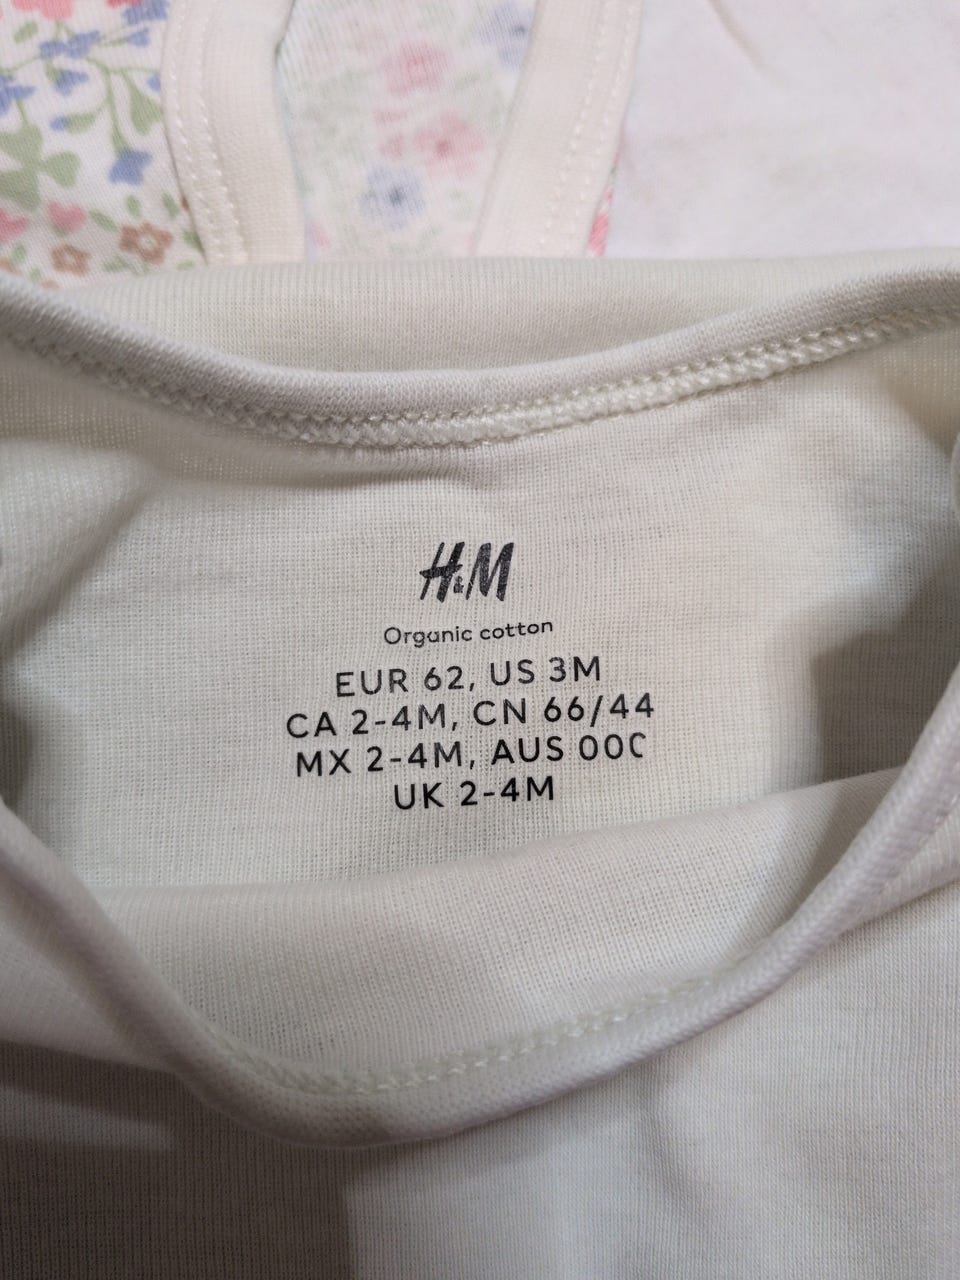 H&M
Organic cotton
EUR 62, US 3M
CA 2-4M, CN 66/44
MX 2-4M, AUS 000
UK 2-4M